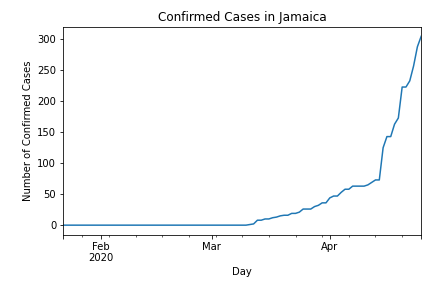 Confirmed Cases in Jamaica
Number of Confirmed Cases
300
250
200
150
100
50
0
Feb
2020
Mar
Apr
Day